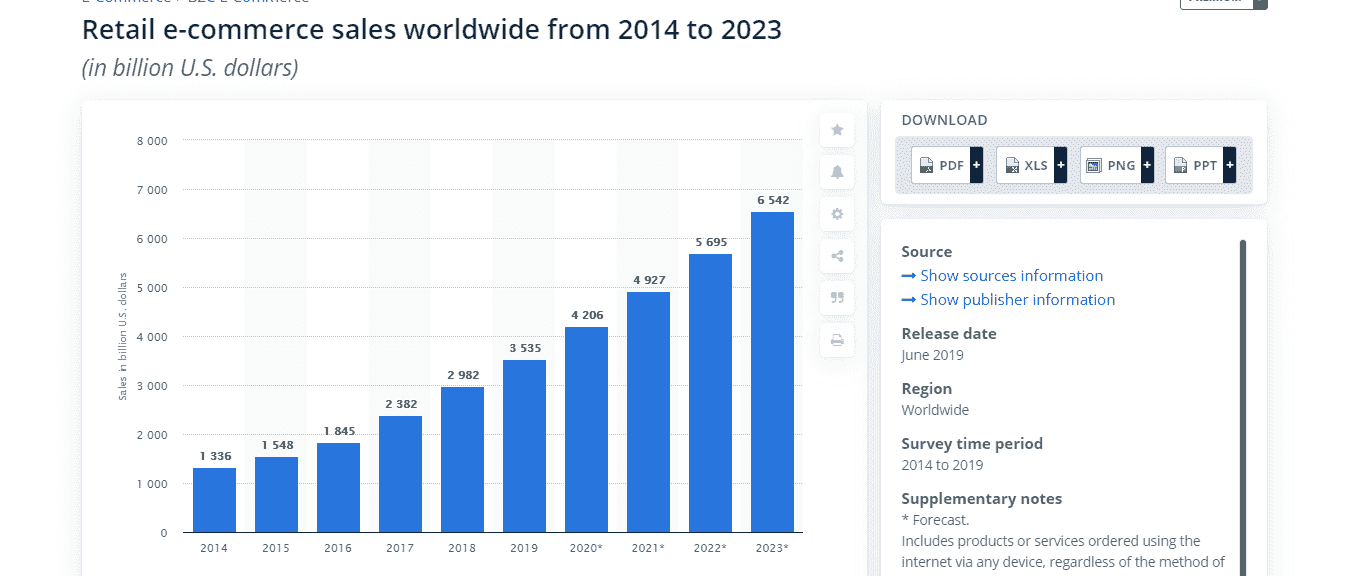 E-Commerce › B2C E-Commerce
PREMIUM
Retail e-commerce sales worldwide from 2014 to 2023
(in billion U.S. dollars)
Sales in billion U.S. dollars
8 000
7 000
6 000
5 000
4 000
3 000
2 000
1 000
0
1 336
1 548
1 845
2 382
2 982
3 535
4 206
4 927
5 695
6 542
2014 2015 2016 2017 2018 2019 2020* 2021* 2022* 2023*
DOWNLOAD
PDF + XLS + PNG + PPT +
Source
Show sources information
Show publisher information
Release date
June 2019
Region
Worldwide
Survey time period
2014 to 2019
Supplementary notes
* Forecast.
Includes products or services ordered using the
internet via any device, regardless of the method of